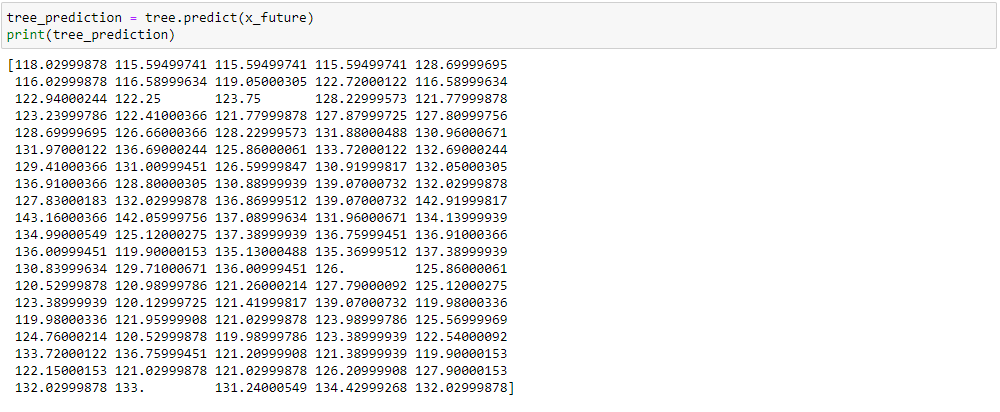 tree_prediction = tree.predict(x_future)
print(tree_prediction)
[118.02999878 115.59499741 115.59499741 115.59499741 128.69999695
116.02999878 116.58999634 119.05000305 122.72000122 116.58999634
122.94000244 122.25 123.75 128.22999573 121.77999878
123.23999786 122.41000366 121.77999878 127.87999725 127.80999756
128.69999695 126.66000366 128.22999573 131.88000488 130.96000671
131.97000122 136.69000244 125.86000061 133.72000122 132.69000244
129.41000366 131.00999451 126.59999847 130.91999817 132.05000305
136.91000366 128.80000305 130.88999939 139.07000732 132.02999878
127.83000183 132.02999878 136.86999512 139.07000732 142.91999817
143.16000366 142.05999756 137.08999634 131.96000671 134.13999939
134.99000549 125.12000275 137.38999939 136.75999451 136.91000366
136.00999451 119.90000153 135.13000488 135.36999512 137.38999939
130.83999634 129.71000671 136.00999451 126. 125.86000061
120.52999878 120.98999786 121.26000214 127.79000092 125.12000275
123.38999939 120.12999725 121.41999817 139.07000732 119.98000336
119.98000336 121.95999908 121.02999878 123.98999786 125.56999969
124.76000214 120.52999878 119.98999786 123.38999939 122.54000092
133.72000122 136.75999451 121.20999908 121.38999939 119.90000153
122.15000153 121.02999878 121.02999878 126.20999908 127.90000153
132.02999878 133. 131.24000549 134.42999268 132.02999878]